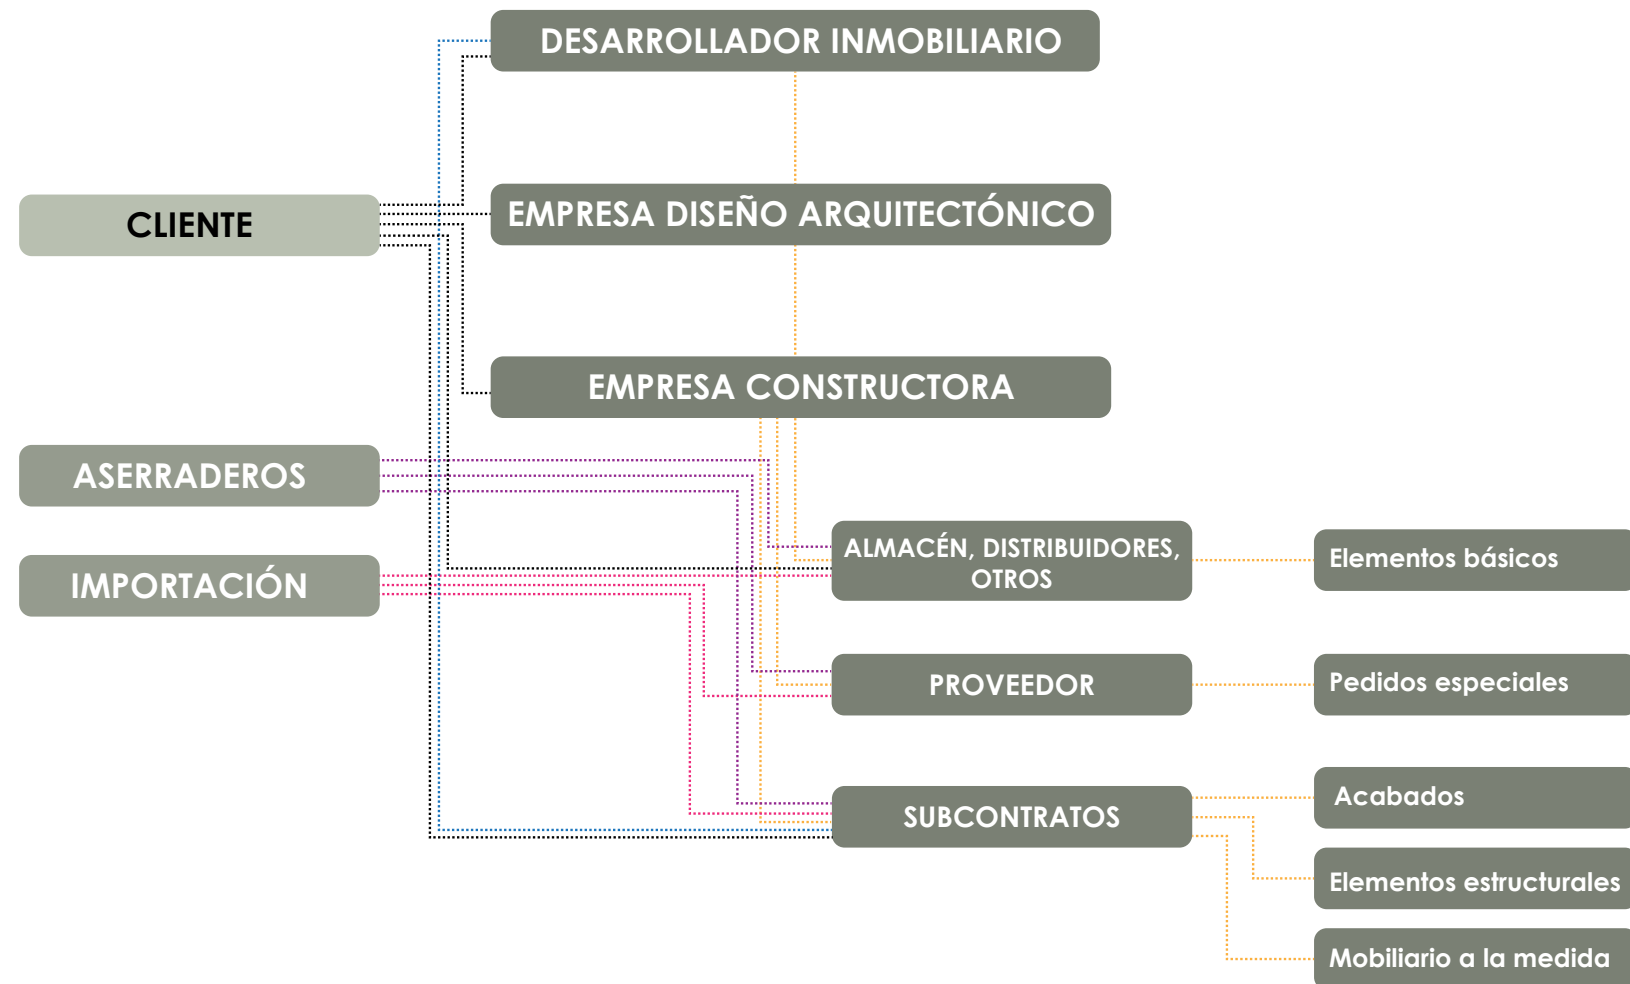 DESARROLLADOR INMOBILIARIO
EMPRESA DISEÑO ARQUITECTÓNICO
CLIENTE
EMPRESA CONSTRUCTORA
ASERRADEROS
IMPORTACIÓN
ALMACÉN, DISTRIBUIDORES,
OTROS
Elementos básicos
PROVEEDOR
Pedidos especiales
SUBCONTRATOS
Acabados
Elementos estructurales
Mobiliario a la medida